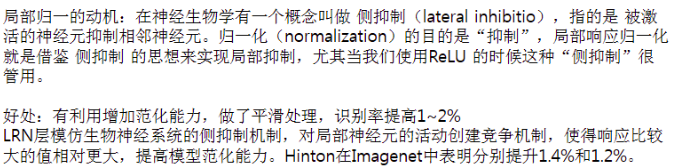 局部归一的动机：在神经生物学有一个概念叫做 侧抑制（lateral inhibitio），指的是 被激
活的神经元抑制相邻神经元。归一化（normalization）的目的是“抑制”，局部响应归一化
就是借鉴 侧抑制 的思想来实现局部抑制，尤其当我们使用ReLU 的时候这种“侧抑制”很
管用。
好处：有利用增加范化能力，做了平滑处理，识别率提高1~2%
LRN层模仿生物神经系统的侧抑制机制，对局部神经元的活动创建竞争机制，使得响应比较
大的值相对更大，提高模型范化能力。Hinton在Imagenet中表明分别提升1.4%和1.2%。